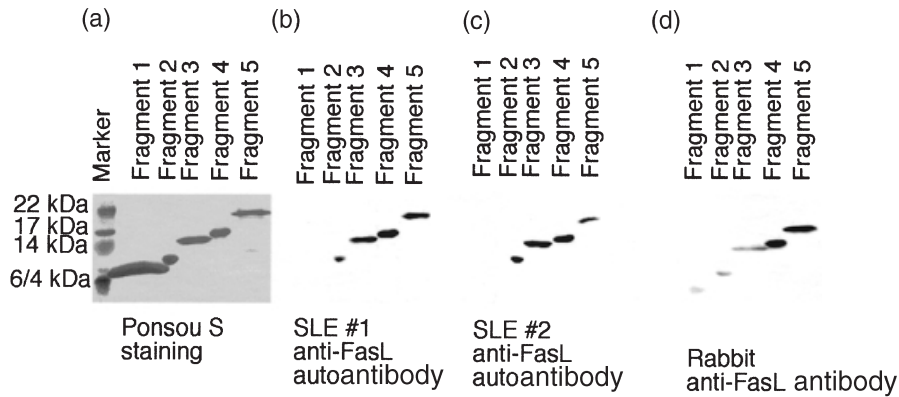 (a)
Marker
Fragment 1
Fragment 2
Fragment 3
Fragment 4
Fragment 5
22 kDa
17 kDa
14 kDa
6/4 kDa
Ponsou S
staining
(b)
Fragment 1
Fragment 2
Fragment 3
Fragment 4
Fragment 5
SLE #1
anti-FasL
autoantibody
(c)
Fragment 1
Fragment 2
Fragment 3
Fragment 4
Fragment 5
SLE #2
anti-FasL
autoantibody
(d)
Fragment 1
Fragment 2
Fragment 3
Fragment 4
Fragment 5
Rabbit
anti-FasL antibody